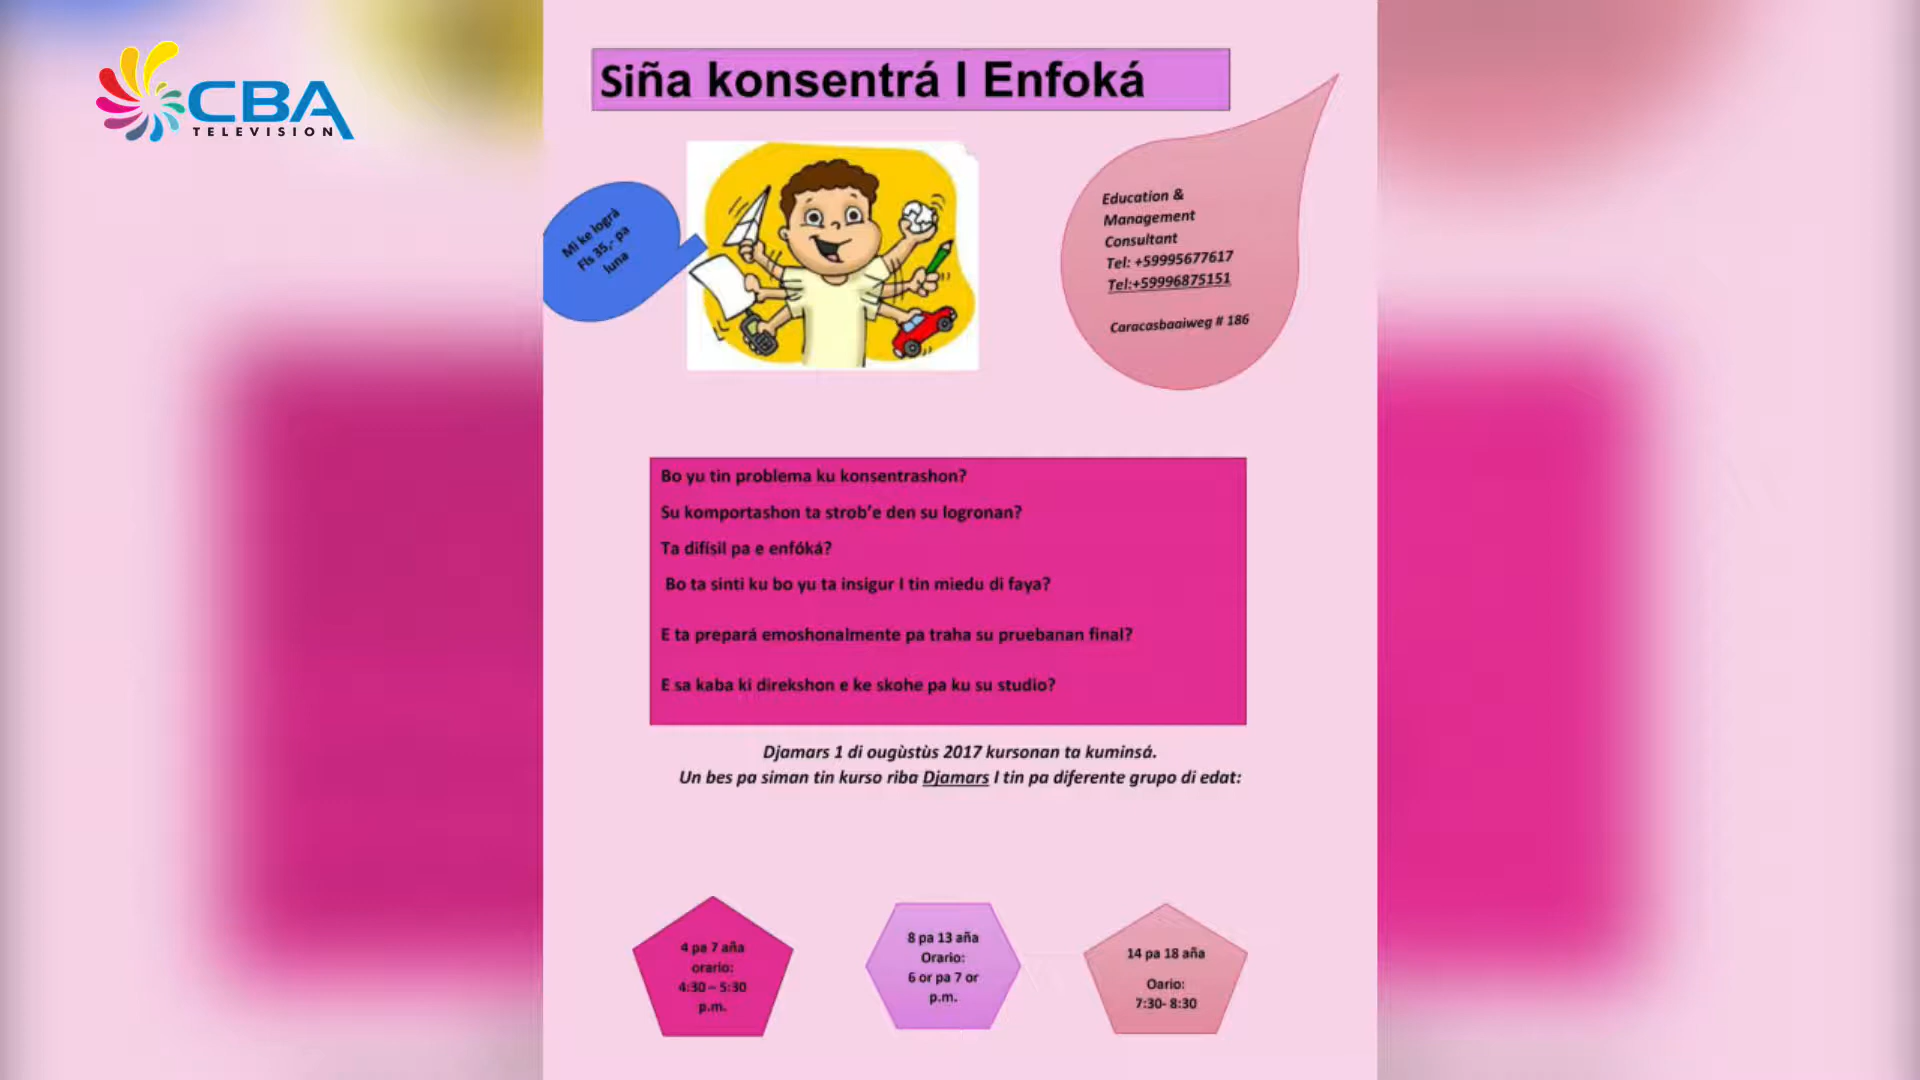 CBA
TELEVISION
Siña konsentrá I Enfoká
Mi ke lográ
Fls 35,- pa
luna
Education &
Management
Consultant
Tel: +59995677617
Tel:+59996875151
Caracasbaaiweg # 186
Bo yu tin problema ku konsentrashon?
Su komportashon ta strob’e den su logronan?
Ta difísil pa e enfóká?
Bo ta sinti ku bo yu ta insigur I tin miedu di faya?
E ta prepará emoshonalmente pa traha su pruebanan final?
E sa kaba ki direkshon e ke skohe pa ku su studio?
Djamars 1 di ougùstùs 2017 kursonan ta kuminsá.
Un bes pa siman tin kurso riba Djamars I tin pa diferente grupo di edat:
4 pa 7 aña
orario:
4:30 – 5:30
p.m.
8 pa 13 aña
Orario:
6 or pa 7 or
p.m.
14 pa 18 aña
Oario:
7:30- 8:30